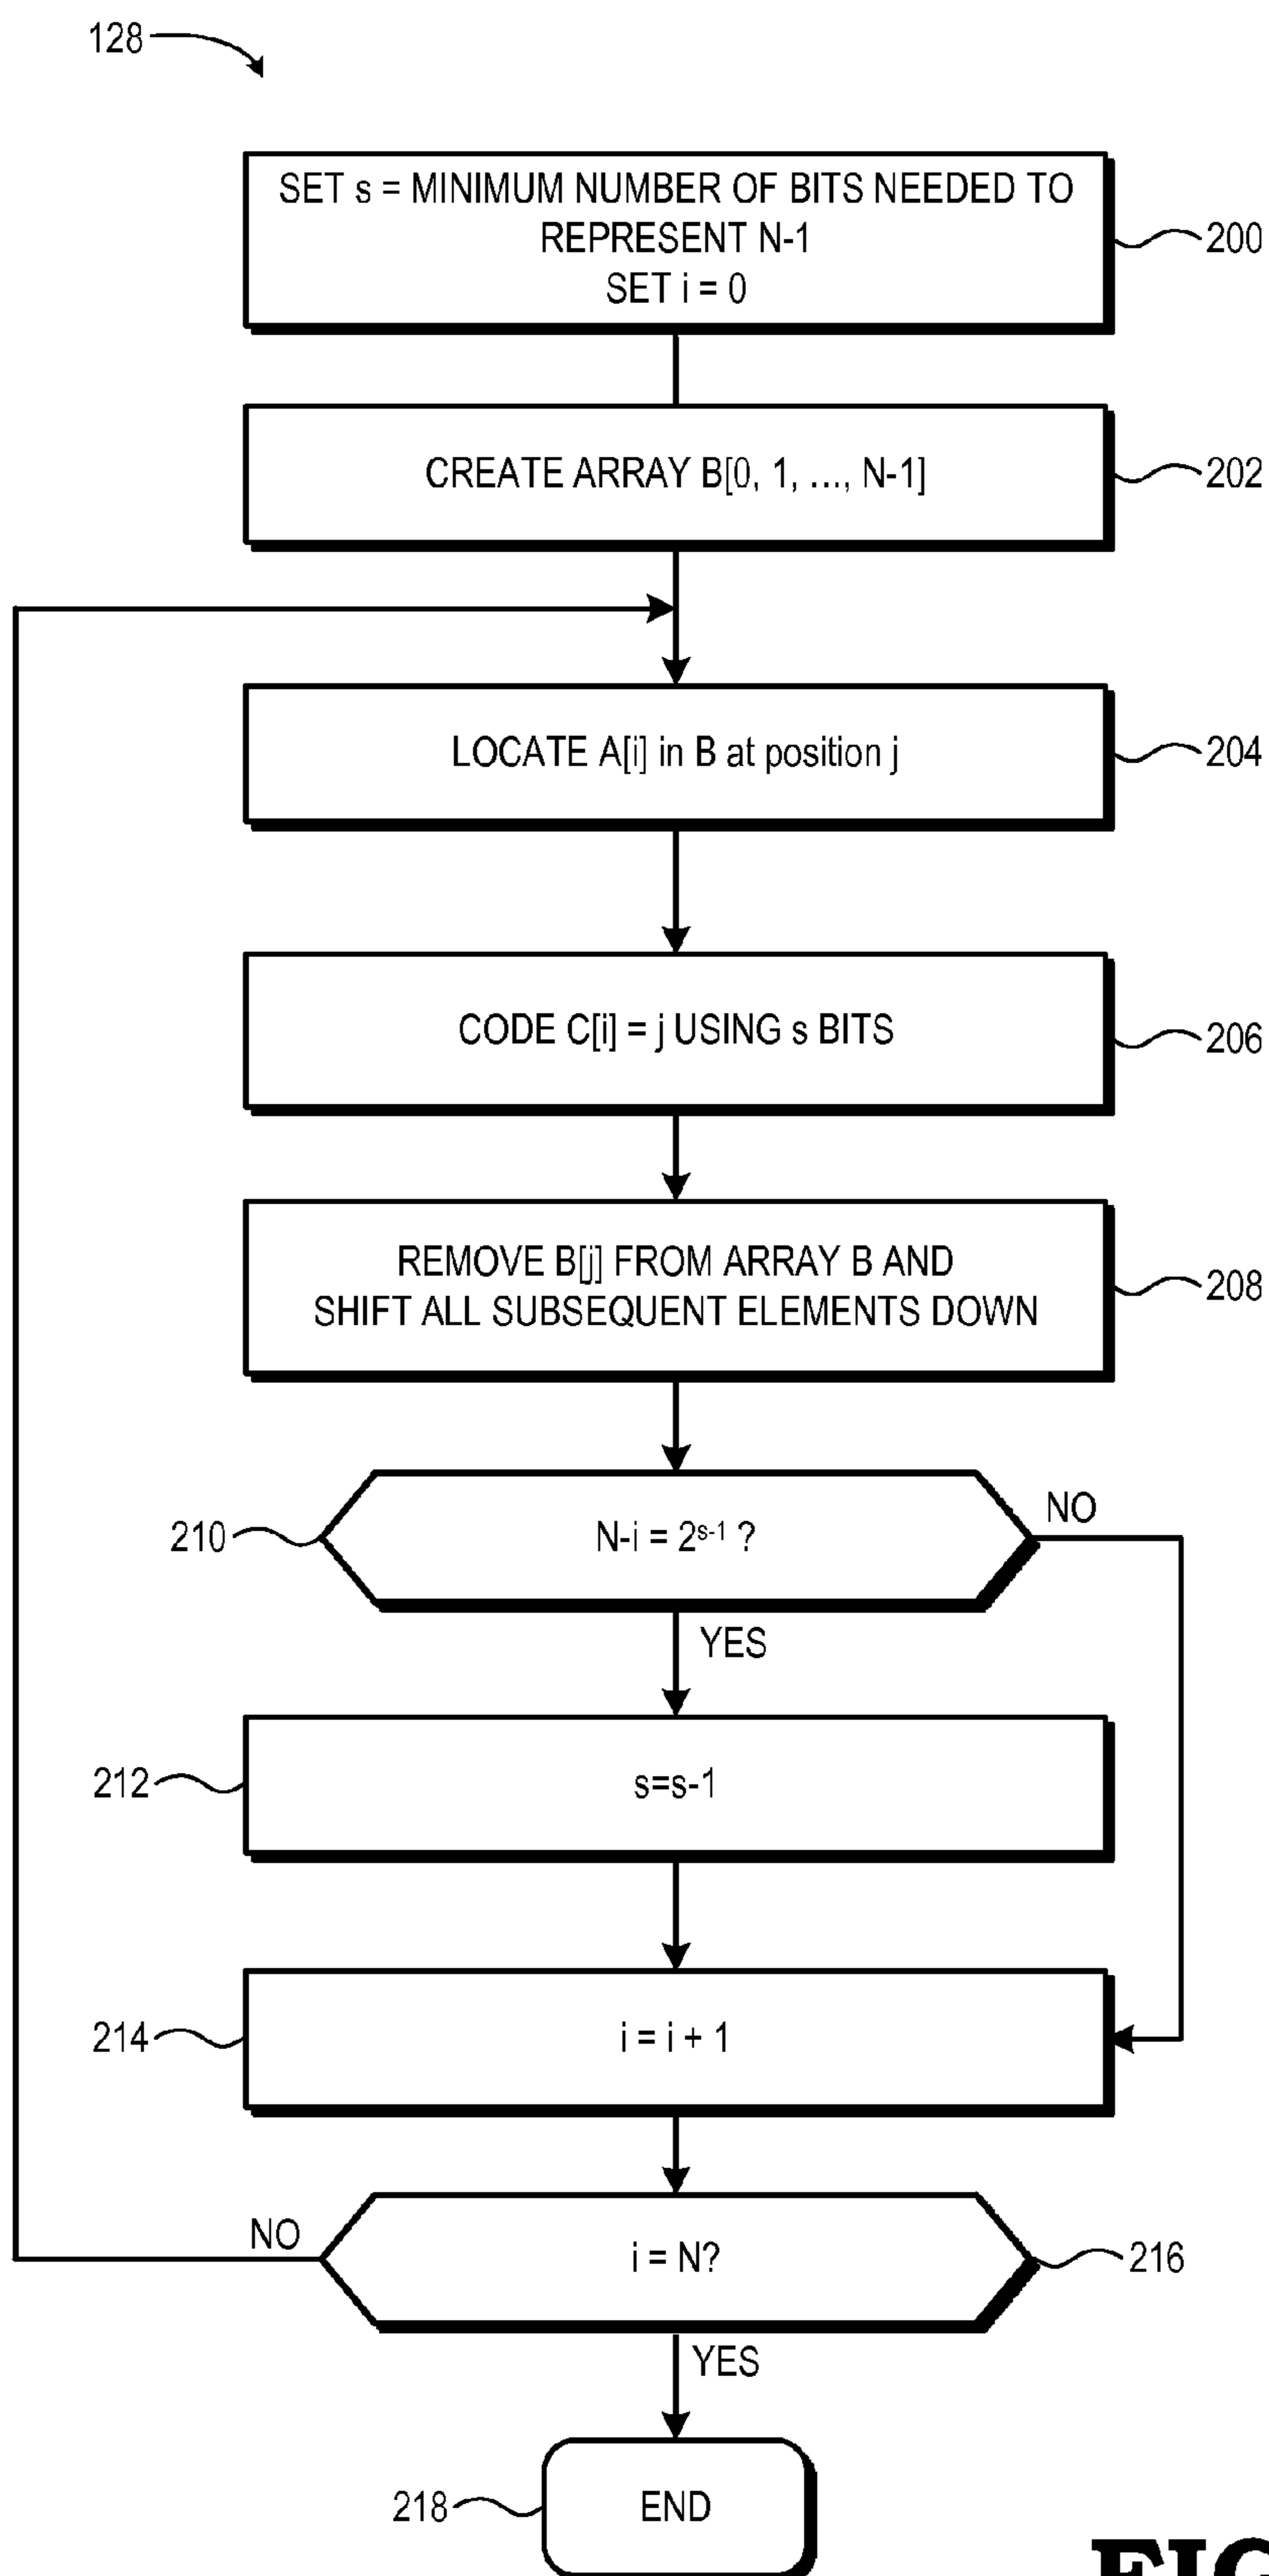 128
SET s = MINIMUM NUMBER OF BITS NEEDED TO
REPRESENT N-1
SET i = 0
200
CREATE ARRAY B[0, 1, ..., N-1]
202
LOCATE A[i] in B at position j
204
CODE C[i] = j USING s BITS
206
REMOVE B[j] FROM ARRAY B AND
SHIFT ALL SUBSEQUENT ELEMENTS DOWN
208
210
N-i = 2ˢ⁻¹ ?
NO
YES
212
s=s-1
214
i = i + 1
NO
i = N?
216
YES
218
END